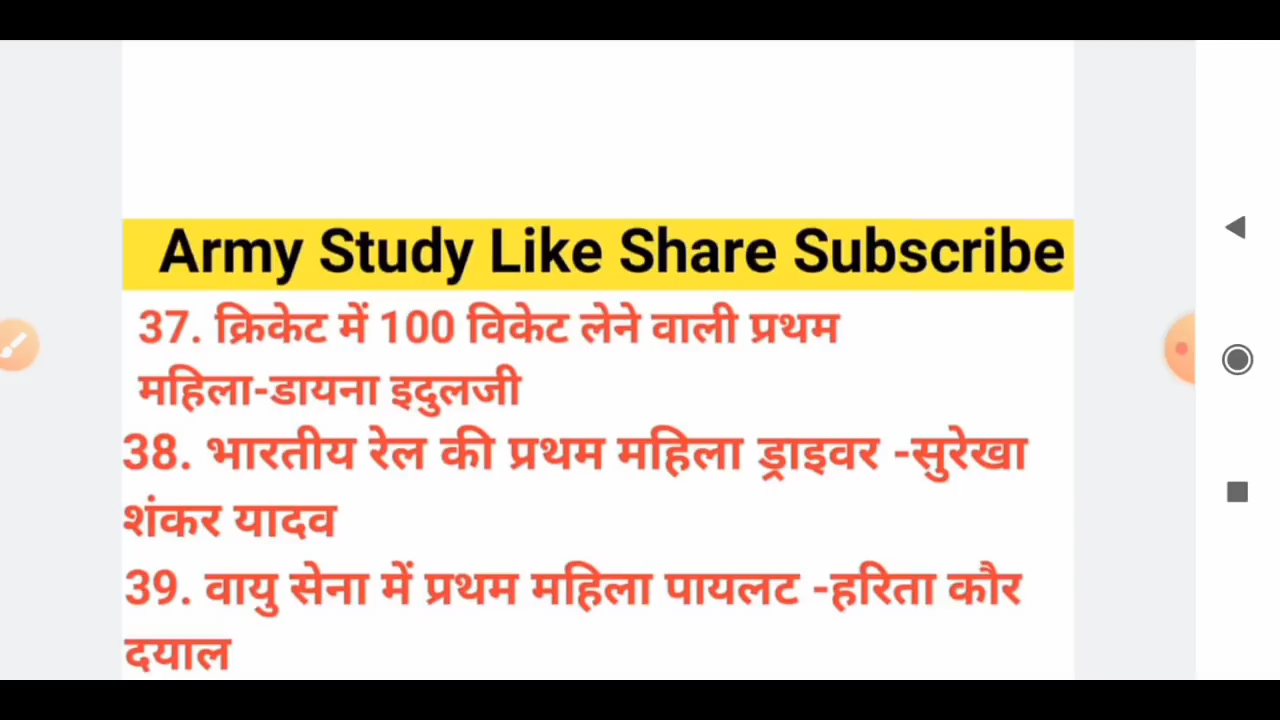 Army Study Like Share Subscribe
37. क्रिकेट में 100 विकेट लेने वाली प्रथम
महिला-डायना इदुलजी
38. भारतीय रेल की प्रथम महिला ड्राइवर -सुरेखा
शंकर यादव
39. वायु सेना में प्रथम महिला पायलट -हरिता कौर
दयाल